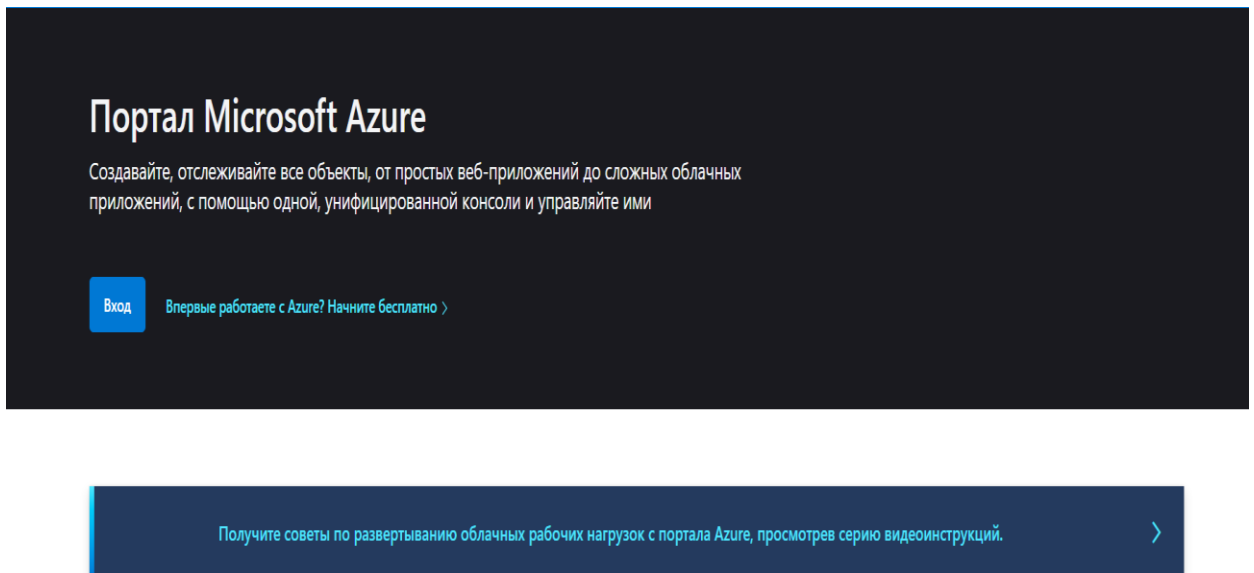 Портал Microsoft Azure
Создавайте, отслеживайте все объекты, от простых веб-приложений до сложных облачных
приложений, с помощью одной, унифицированной консоли и управляйте ими
Вход
Впервые работаете с Azure? Начните бесплатно
Получите советы по развертыванию облачных рабочих нагрузок с портала Azure, просмотрев серию видеоинструкций.